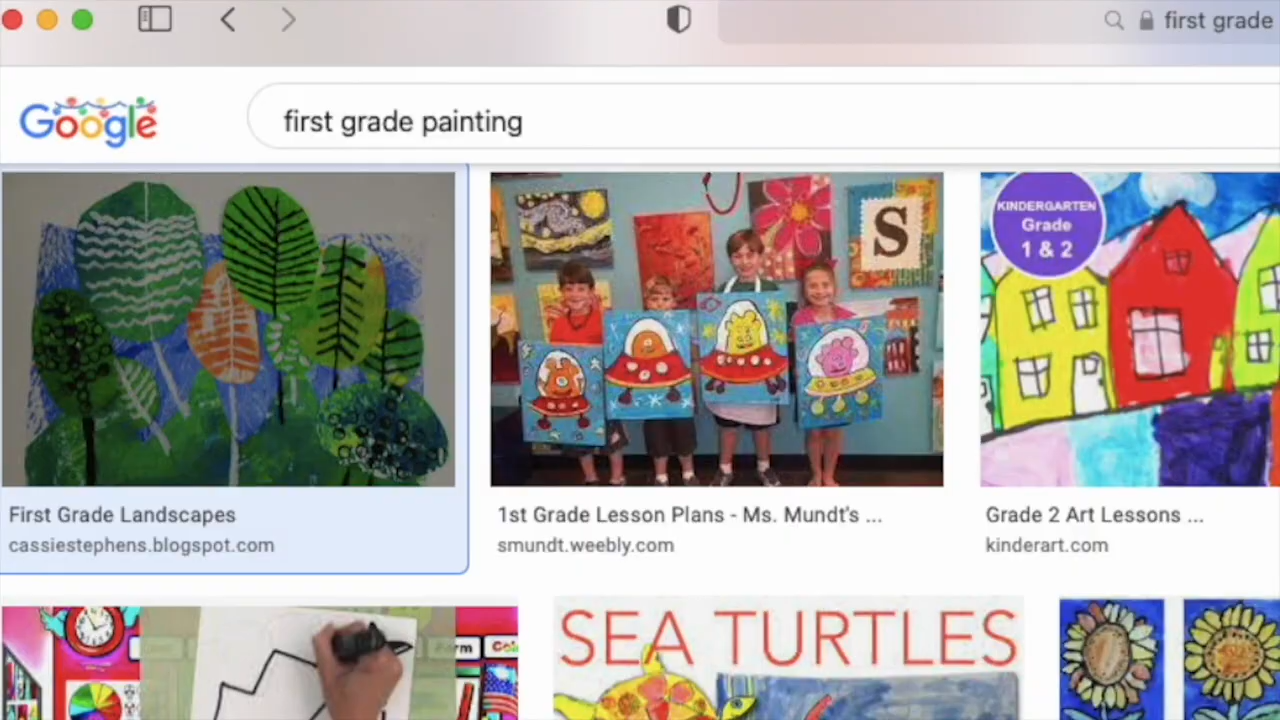 first grade
Google
first grade painting
S
KINDERGARTEN
Grade
1 & 2
First Grade Landscapes
cassiestephens.blogspot.com
1st Grade Lesson Plans - Ms. Mundt's ...
smundt.weebly.com
Grade 2 Art Lessons ...
kinderart.com
SEA TURTLES